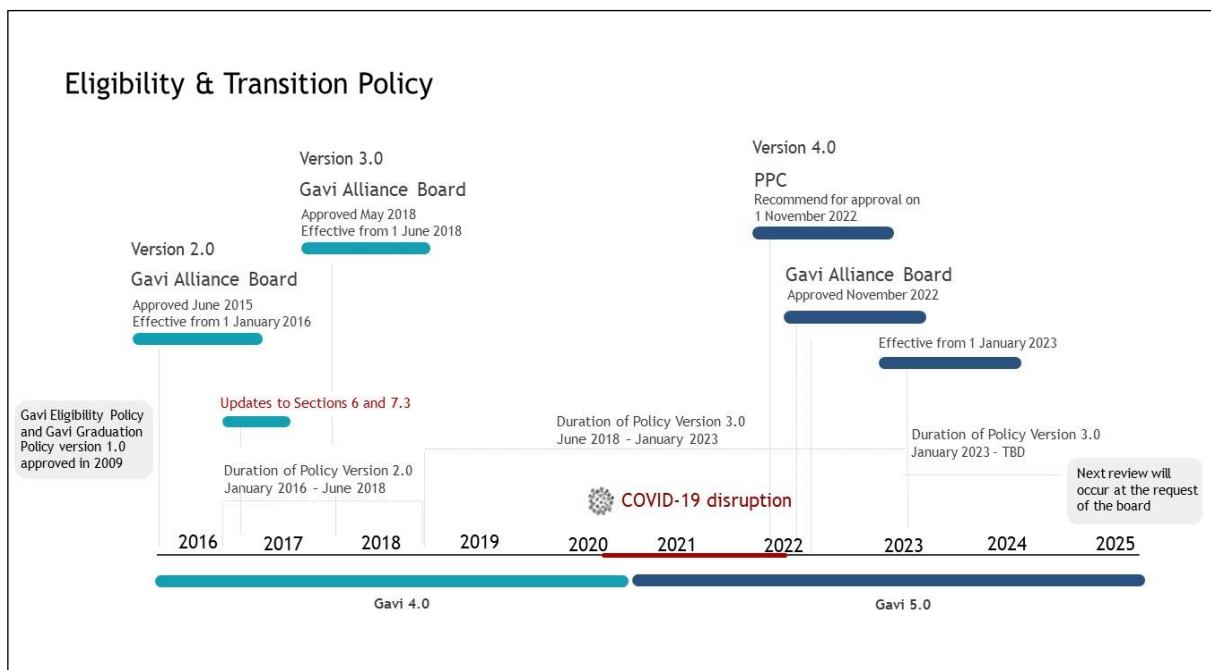 Eligibility & Transition Policy
Version 3.0
Gavi Alliance Board
Approved May 2018
Effective from 1 June 2018
Version 4.0
PPC
Recommend for approval on
1 November 2022
Version 2.0
Gavi Alliance Board
Approved June 2015
Effective from 1 January 2016
Gavi Alliance Board
Approved November 2022
Effective from 1 January 2023
Updates to Sections 6 and 7.3
Gavi Eligibility Policy
and Gavi Graduation
Policy version 1.0
approved in 2009
Duration of Policy Version 2.0
January 2016 - June 2018
Duration of Policy Version 3.0
June 2018 - January 2023
Duration of Policy Version 3.0
January 2023 - TBD
Next review will
occur at the request
of the board
COVID-19 disruption
2016 2017 2018 2019 2020 2021 2022 2023 2024 2025
Gavi 4.0
Gavi 5.0